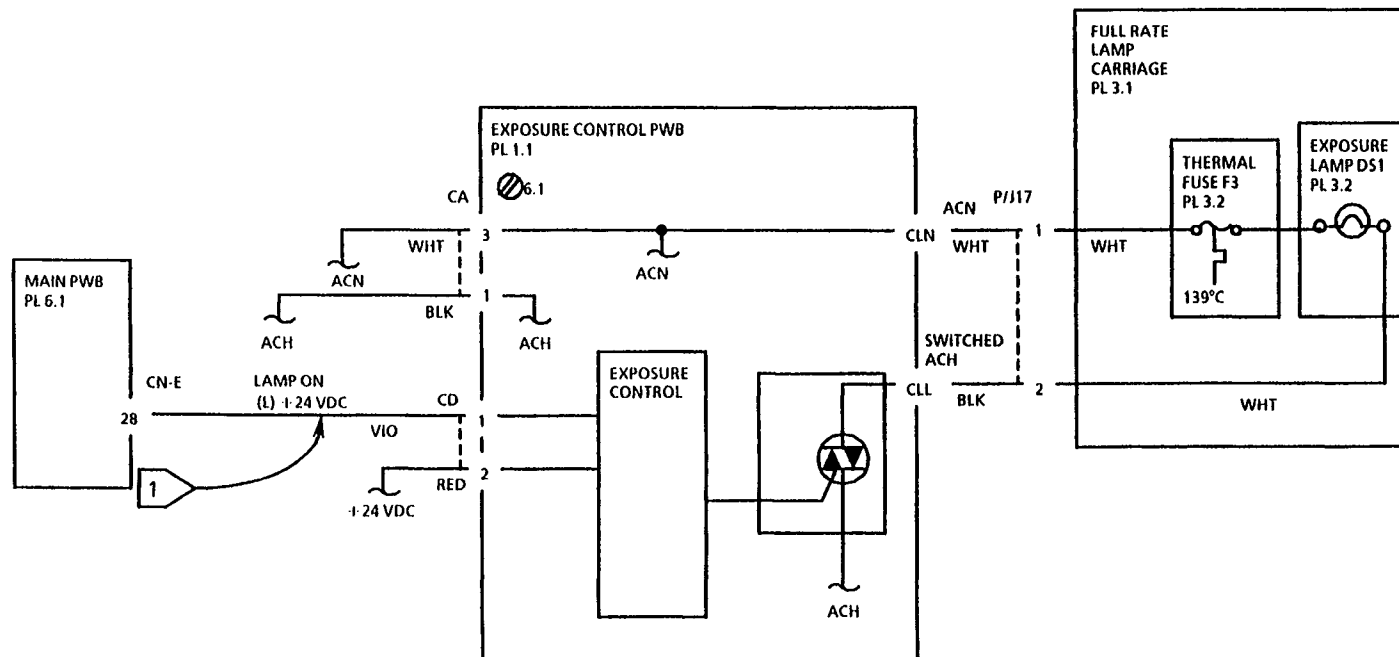 FULL RATE
LAMP
CARRIAGE
PL 3.1
EXPOSURE CONTROL PWB
PL 1.1
6.1
THERMAL
FUSE F3
PL 3.2
139°C
EXPOSURE
LAMP DS1
PL 3.2
CA
3
WHT
ACN
1
BLK
ACH
ACH
ACN
CLN
ACN
WHT
P/J17
1
WHT
MAIN PWB
PL 6.1
CN-E
28
LAMP ON
(L) +24 VDC
VIO
CD
1
2
RED
+24 VDC
1
EXPOSURE
CONTROL
ACH
SWITCHED
ACH
CLL
BLK
2
WHT